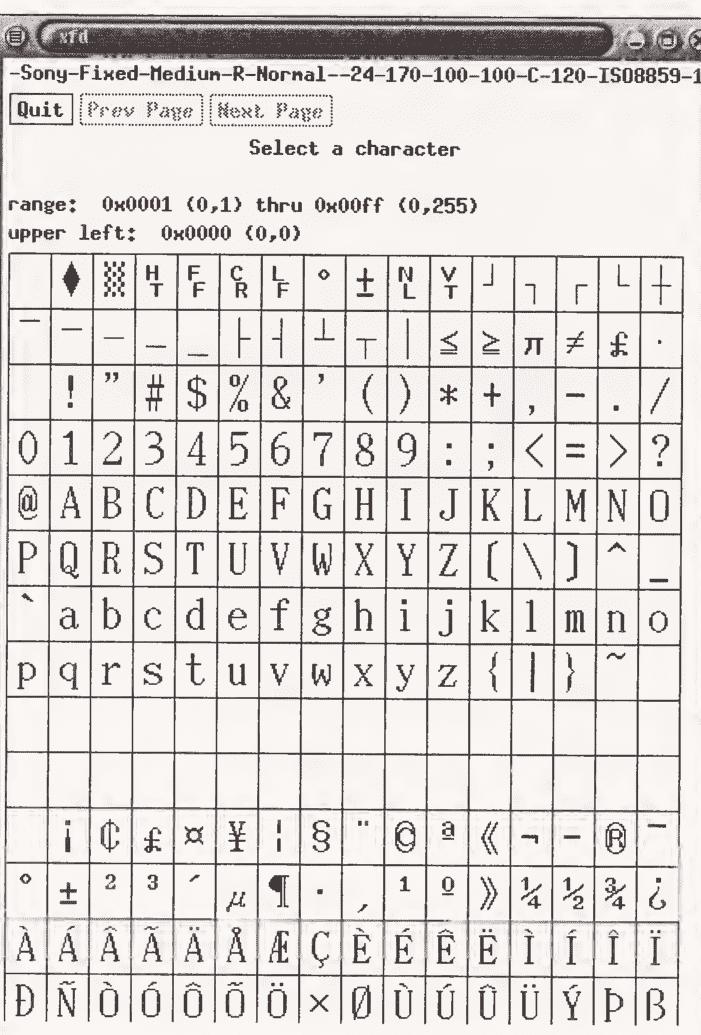 xfd
-Sony-Fixed-Medium-R-Normal--24-170-100-100-C-120-ISO8859-1
Quit Prev Page Next Page
Select a character
range: 0x0001 (0,1) thru 0x00ff (0,255)
upper left: 0x0000 (0,0)
♦ ▒ ␉ ␌ ␍ ␊ ° ± ␤ ␋ ┘ ┐ ┌ └ ┼
⎺ ⎻ ─ ⎼ ⎽ ├ ┤ ┴ ┬ │ ≤ ≥ π ≠ £ ·
! " # $ % & ' ( ) * + , - . /
0 1 2 3 4 5 6 7 8 9 : ; < = > ?
@ A B C D E F G H I J K L M N O
P Q R S T U V W X Y Z [ \ ] ^ _
` a b c d e f g h i j k l m n o
p q r s t u v w x y z { | } ~
¡ ¢ £ ¤ ¥ ¦ § ¨ © ª « ¬ - ® ¯
° ± ² ³ ´ µ ¶ · ¸ ¹ º » ¼ ½ ¾ ¿
À Á Â Ã Ä Å Æ Ç È É Ê Ë Ì Í Î Ï
Ð Ñ Ò Ó Ô Õ Ö × Ø Ù Ú Û Ü Ý Þ ß